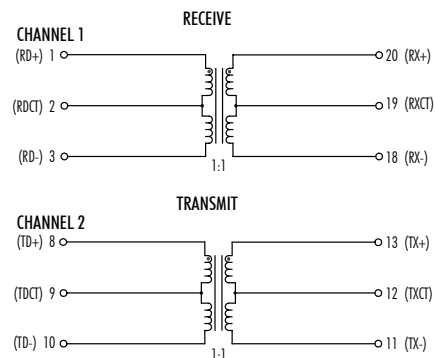 RECEIVE
CHANNEL 1
(RD+) 1
20 (RX+)
(RDCT) 2
19 (RXCT)
(RD-) 3
18 (RX-)
1:1
TRANSMIT
CHANNEL 2
(TD+) 8
13 (TX+)
(TDCT) 9
12 (TXCT)
(TD-) 10
11 (TX-)
1:1